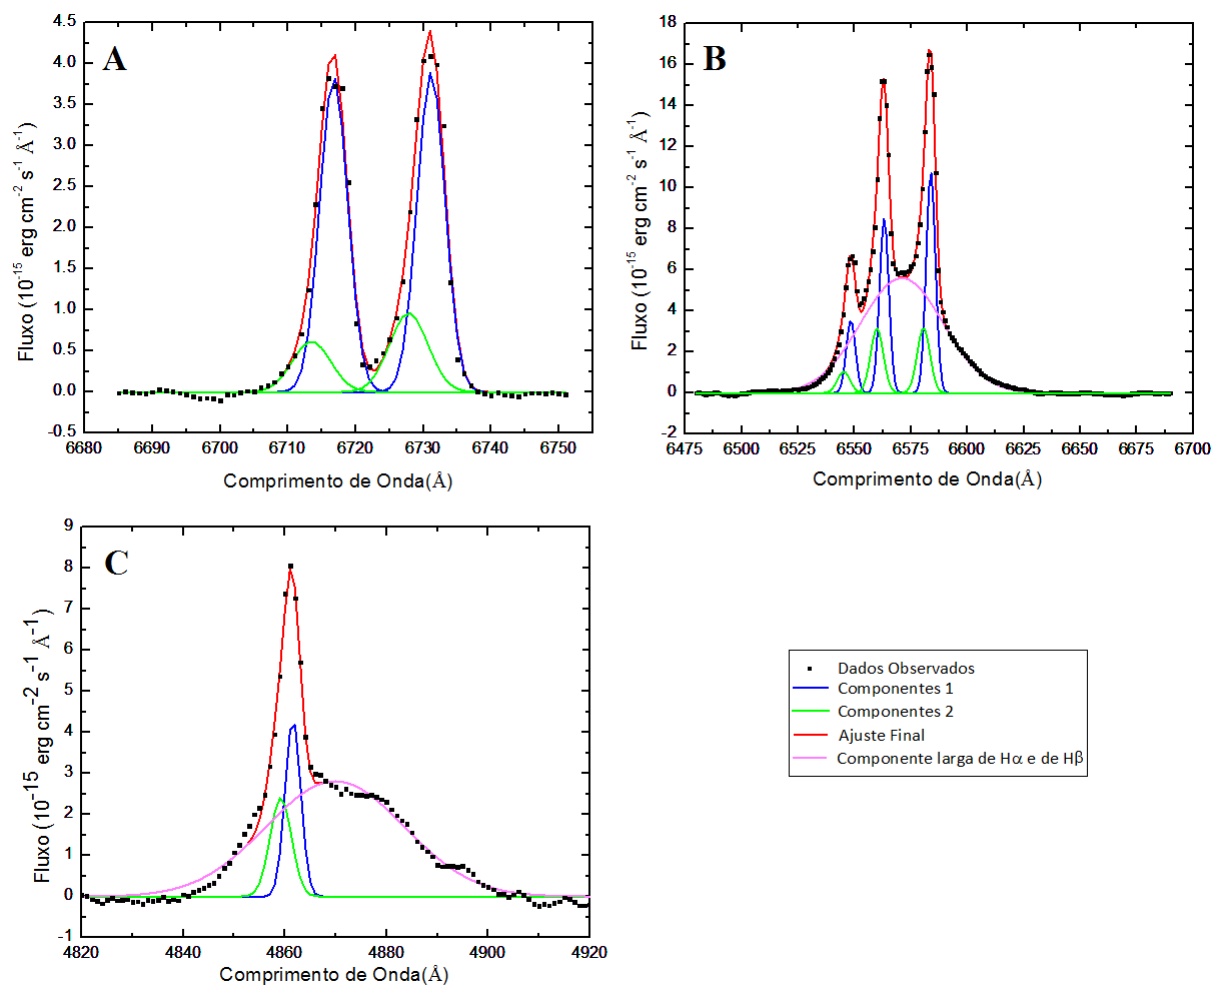 A
Fluxo (10⁻¹⁵ erg cm⁻² s⁻¹ Å⁻¹)
4.5
4.0
3.5
3.0
2.5
2.0
1.5
1.0
0.5
0.0
-0.5
6680 6690 6700 6710 6720 6730 6740 6750
Comprimento de Onda(Å)
B
Fluxo (10⁻¹⁵ erg cm⁻² s⁻¹ Å⁻¹)
18
16
14
12
10
8
6
4
2
0
-2
6475 6500 6525 6550 6575 6600 6625 6650 6675 6700
Comprimento de Onda(Å)
C
Fluxo (10⁻¹⁵ erg cm⁻² s⁻¹ Å⁻¹)
9
8
7
6
5
4
3
2
1
0
-1
4820 4840 4860 4880 4900 4920
Comprimento de Onda(Å)
Dados Observados
Componentes 1
Componentes 2
Ajuste Final
Componente larga de Hα e de Hβ